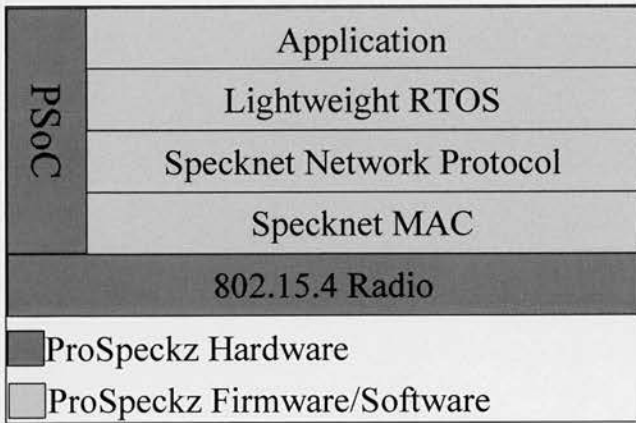 PSoC
Application
Lightweight RTOS
Specknet Network Protocol
Specknet MAC
802.15.4 Radio
ProSpeckz Hardware
ProSpeckz Firmware/Software